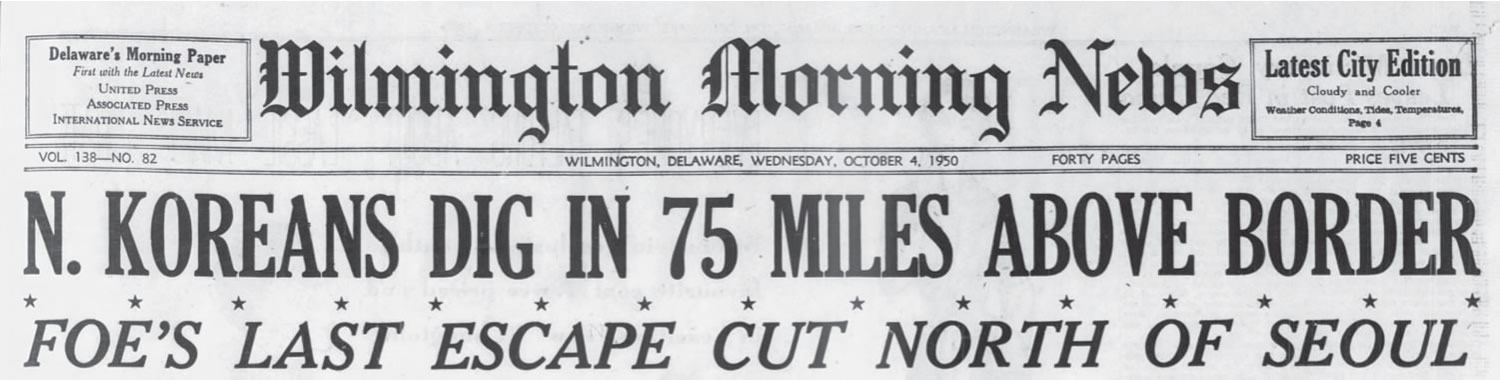 Delaware's Morning Paper
First with the Latest News
UNITED PRESS
ASSOCIATED PRESS
INTERNATIONAL NEWS SERVICE
Wilmington Morning News
Latest City Edition
Cloudy and Cooler
Weather Conditions, Tides, Temperatures,
Page 4
VOL. 138—NO. 82 WILMINGTON, DELAWARE, WEDNESDAY, OCTOBER 4, 1950 FORTY PAGES PRICE FIVE CENTS
N. KOREANS DIG IN 75 MILES ABOVE BORDER
FOE'S LAST ESCAPE CUT NORTH OF SEOUL